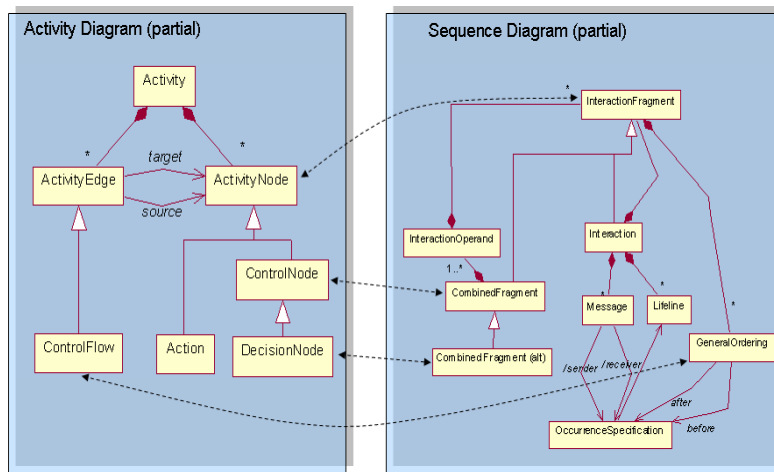 Activity Diagram (partial)
Activity
*
*
target
ActivityEdge
ActivityNode
source
ControlNode
ControlFlow
Action
DecisionNode
Sequence Diagram (partial)
*
InteractionFragment
InteractionOperand
Interaction
1..*
CombinedFragment
*
*
Message
Lifeline
*
GeneralOrdering
CombinedFragment (alt)
/sender
/receiver
after
before
OccurrenceSpecification